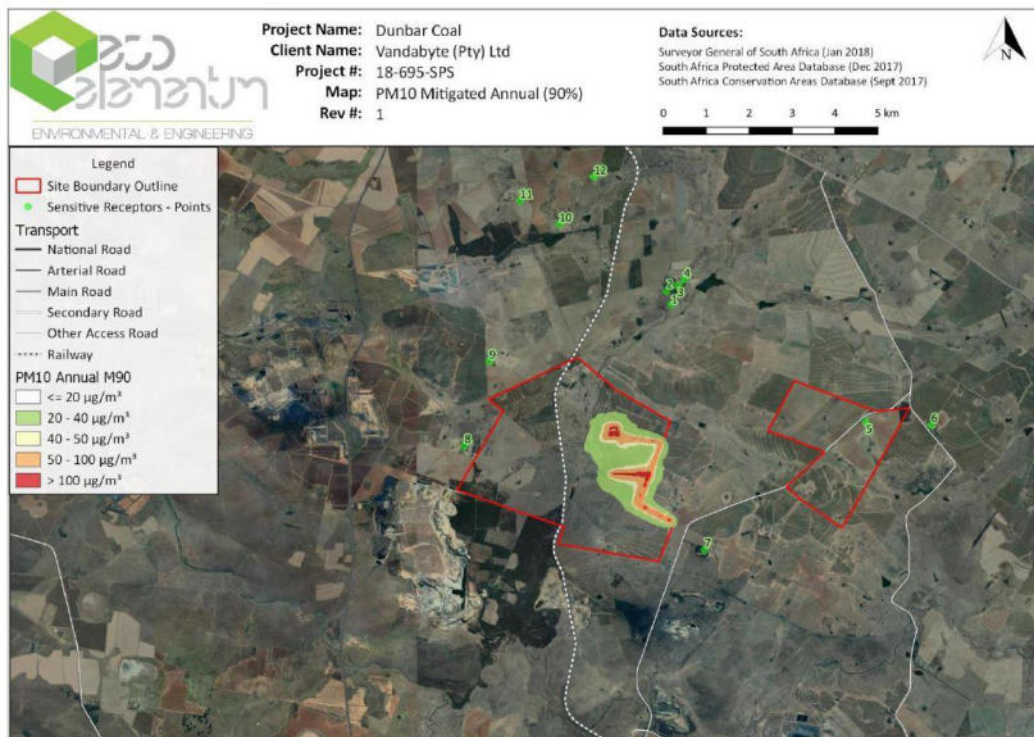 eco
elementum
ENVIRONMENTAL & ENGINEERING
Project Name: Dunbar Coal
Client Name: Vandabyte (Pty) Ltd
Project #: 18-695-SPS
Map: PM10 Mitigated Annual (90%)
Rev #: 1
Data Sources:
Surveyor General of South Africa (Jan 2018)
South Africa Protected Area Database (Dec 2017)
South Africa Conservation Areas Database (Sept 2017)
N
0 1 2 3 4 5 km
Legend
Site Boundary Outline
Sensitive Receptors - Points
Transport
National Road
Arterial Road
Main Road
Secondary Road
Other Access Road
Railway
PM10 Annual M90
<= 20 µg/m³
20 - 40 µg/m³
40 - 50 µg/m³
50 - 100 µg/m³
> 100 µg/m³
12
11
10
4
2
3
1
9
8
5
6
7